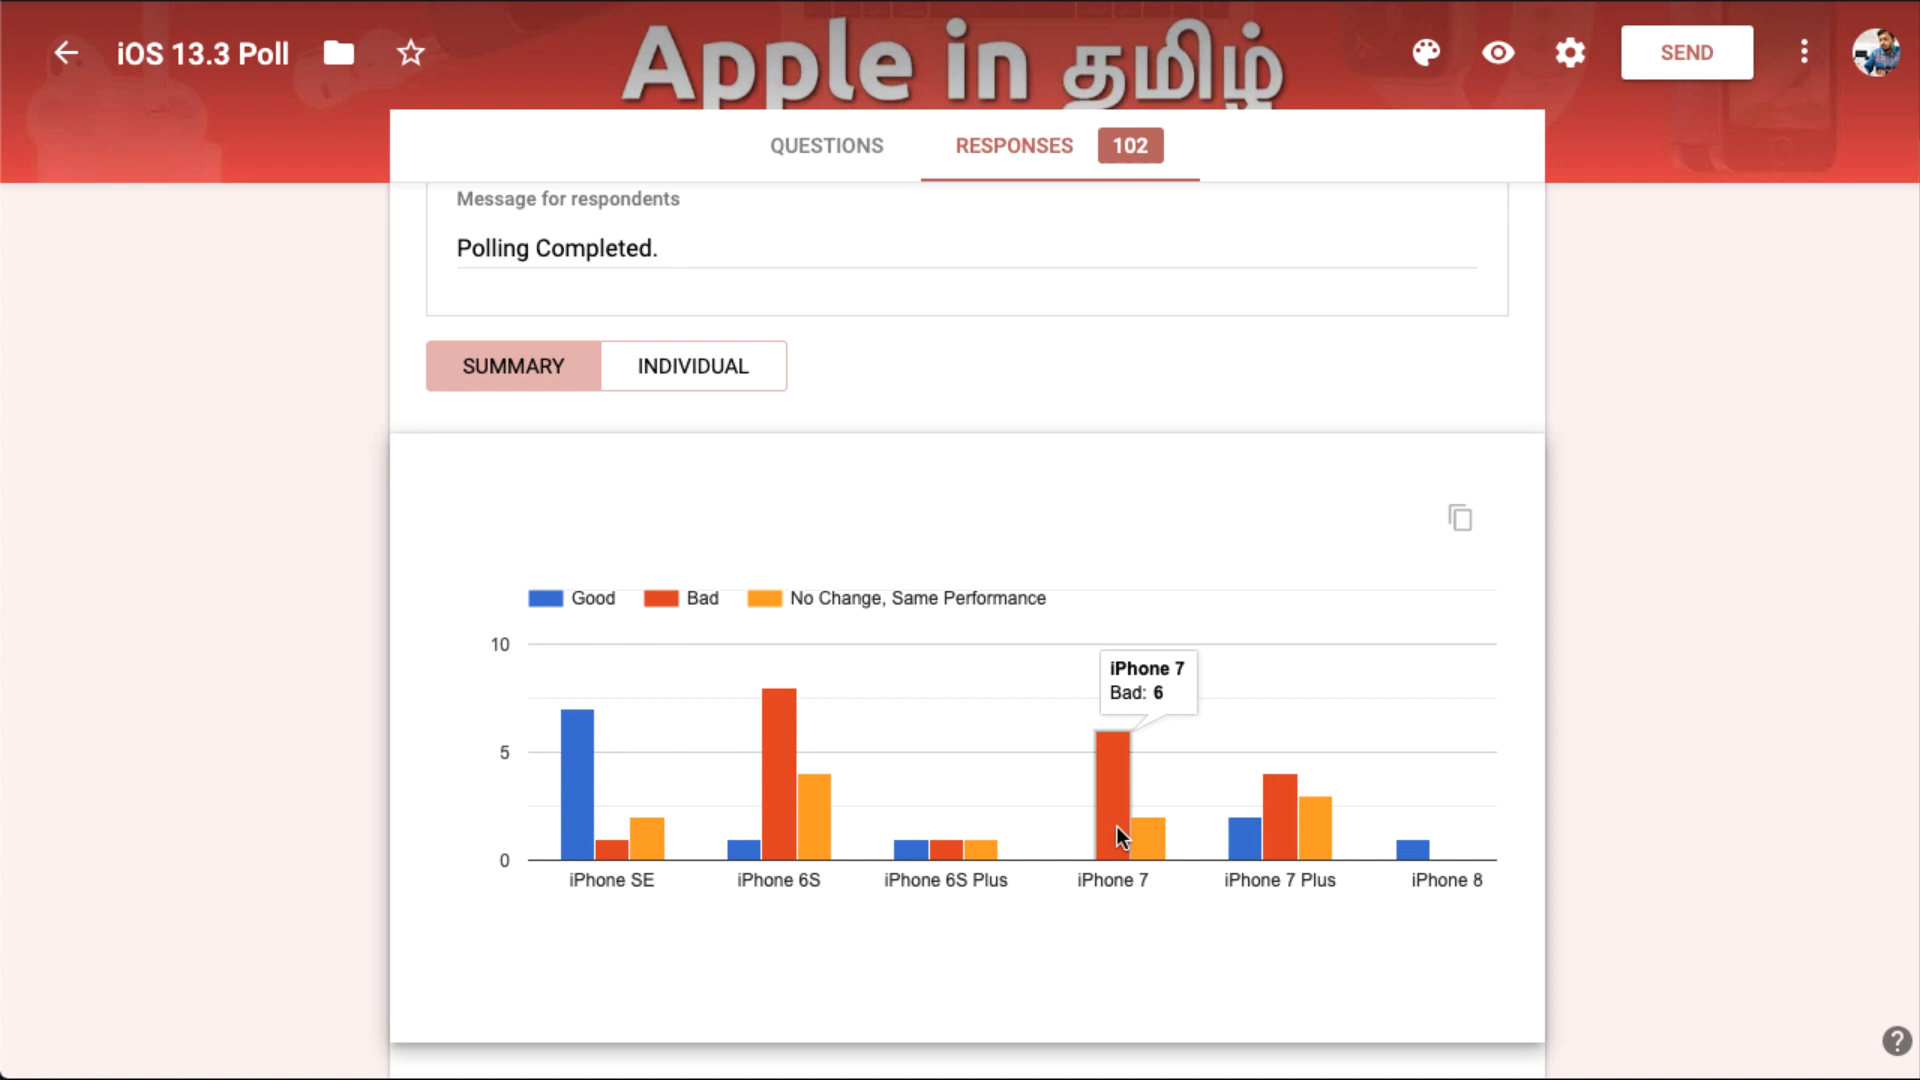 iOS 13.3 Poll
Apple in தமிழ்
SEND
QUESTIONS
RESPONSES 102
Message for respondents
Polling Completed.
SUMMARY
INDIVIDUAL
Good
Bad
No Change, Same Performance
10
iPhone 7
Bad: 6
5
0
iPhone SE
iPhone 6S
iPhone 6S Plus
iPhone 7
iPhone 7 Plus
iPhone 8
?